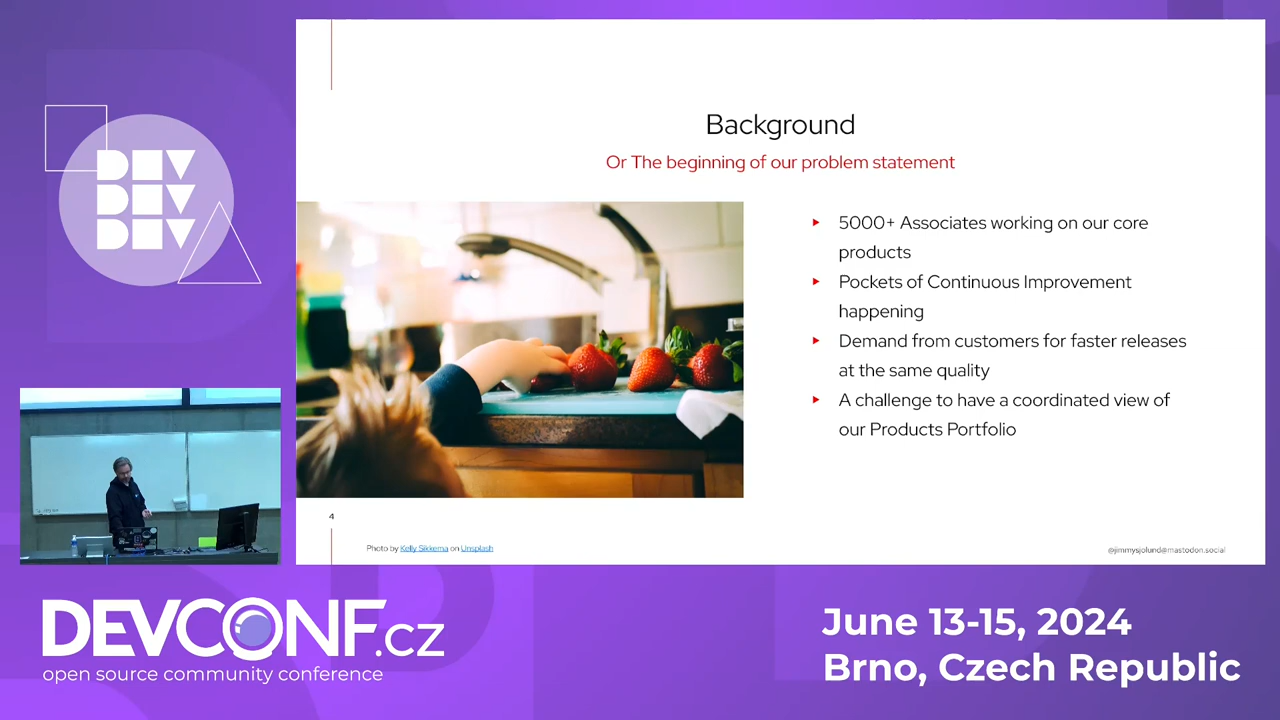 DEV
DEV
DEV
Background
Or The beginning of our problem statement
5000+ Associates working on our core
products
Pockets of Continuous Improvement
happening
Demand from customers for faster releases
at the same quality
A challenge to have a coordinated view of
our Products Portfolio
4
Photo by Kelly Sikkema on Unsplash
@jimmysjolund@mastodon.social
DEVCONF.cz
open source community conference
June 13-15, 2024
Brno, Czech Republic